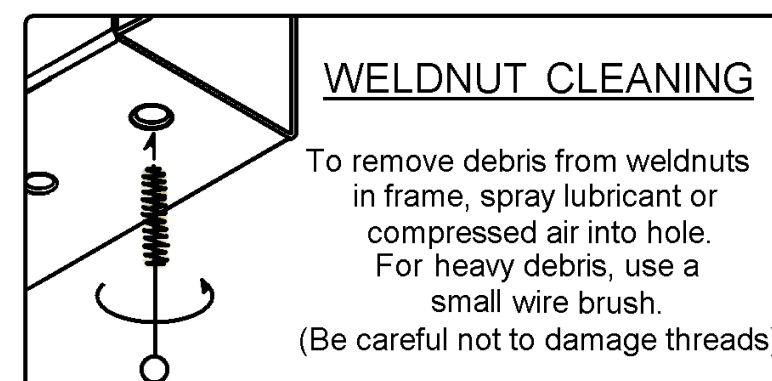 WELDNUT CLEANING
To remove debris from weldnuts
in frame, spray lubricant or
compressed air into hole.
For heavy debris, use a
small wire brush.
(Be careful not to damage threads)